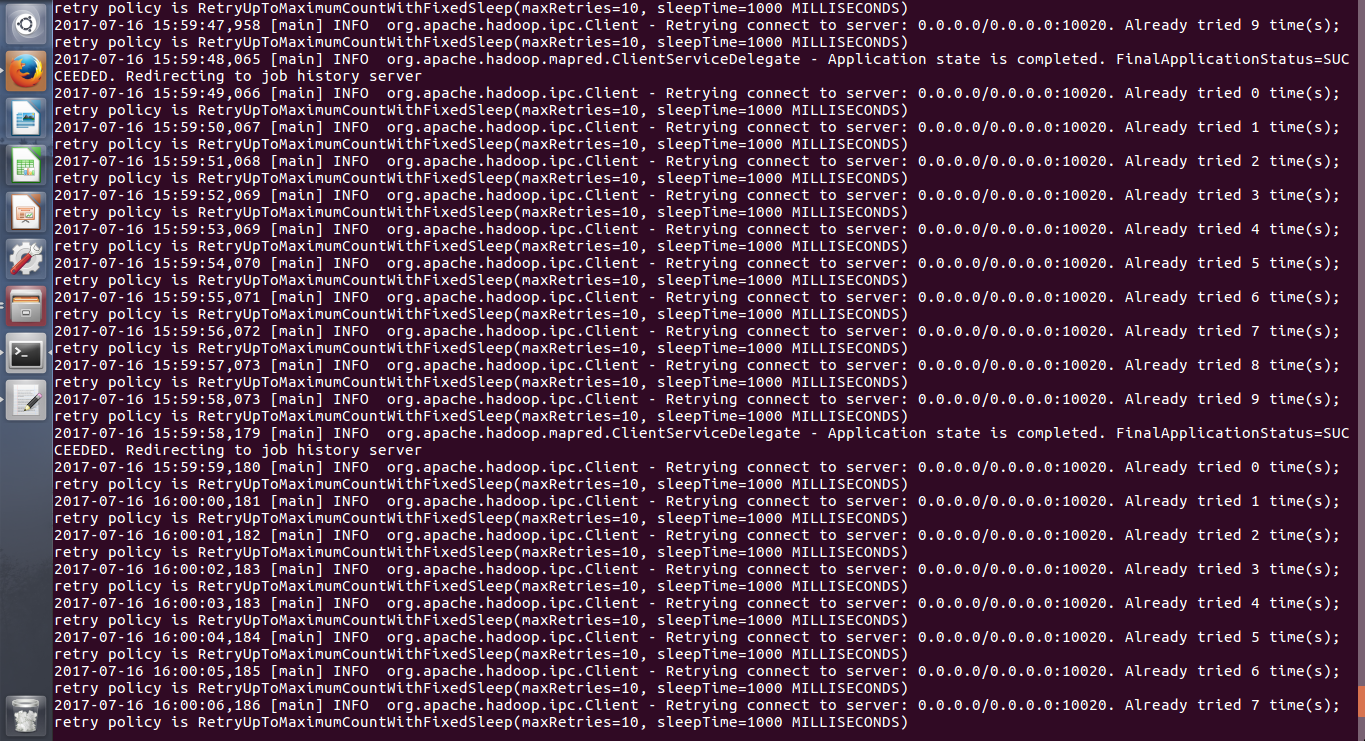 retry policy is RetryUpToMaximumCountWithFixedSleep(maxRetries=10, sleepTime=1000 MILLISECONDS)
2017-07-16 15:59:47,958 [main] INFO  org.apache.hadoop.ipc.Client - Retrying connect to server: 0.0.0.0/0.0.0.0:10020. Already tried 9 time(s);
retry policy is RetryUpToMaximumCountWithFixedSleep(maxRetries=10, sleepTime=1000 MILLISECONDS)
2017-07-16 15:59:48,065 [main] INFO  org.apache.hadoop.mapred.ClientServiceDelegate - Application state is completed. FinalApplicationStatus=SUC
CEEDED. Redirecting to job history server
2017-07-16 15:59:49,066 [main] INFO  org.apache.hadoop.ipc.Client - Retrying connect to server: 0.0.0.0/0.0.0.0:10020. Already tried 0 time(s);
retry policy is RetryUpToMaximumCountWithFixedSleep(maxRetries=10, sleepTime=1000 MILLISECONDS)
2017-07-16 15:59:50,067 [main] INFO  org.apache.hadoop.ipc.Client - Retrying connect to server: 0.0.0.0/0.0.0.0:10020. Already tried 1 time(s);
retry policy is RetryUpToMaximumCountWithFixedSleep(maxRetries=10, sleepTime=1000 MILLISECONDS)
2017-07-16 15:59:51,068 [main] INFO  org.apache.hadoop.ipc.Client - Retrying connect to server: 0.0.0.0/0.0.0.0:10020. Already tried 2 time(s);
retry policy is RetryUpToMaximumCountWithFixedSleep(maxRetries=10, sleepTime=1000 MILLISECONDS)
2017-07-16 15:59:52,069 [main] INFO  org.apache.hadoop.ipc.Client - Retrying connect to server: 0.0.0.0/0.0.0.0:10020. Already tried 3 time(s);
retry policy is RetryUpToMaximumCountWithFixedSleep(maxRetries=10, sleepTime=1000 MILLISECONDS)
2017-07-16 15:59:53,069 [main] INFO  org.apache.hadoop.ipc.Client - Retrying connect to server: 0.0.0.0/0.0.0.0:10020. Already tried 4 time(s);
retry policy is RetryUpToMaximumCountWithFixedSleep(maxRetries=10, sleepTime=1000 MILLISECONDS)
2017-07-16 15:59:54,070 [main] INFO  org.apache.hadoop.ipc.Client - Retrying connect to server: 0.0.0.0/0.0.0.0:10020. Already tried 5 time(s);
retry policy is RetryUpToMaximumCountWithFixedSleep(maxRetries=10, sleepTime=1000 MILLISECONDS)
2017-07-16 15:59:55,071 [main] INFO  org.apache.hadoop.ipc.Client - Retrying connect to server: 0.0.0.0/0.0.0.0:10020. Already tried 6 time(s);
retry policy is RetryUpToMaximumCountWithFixedSleep(maxRetries=10, sleepTime=1000 MILLISECONDS)
2017-07-16 15:59:56,072 [main] INFO  org.apache.hadoop.ipc.Client - Retrying connect to server: 0.0.0.0/0.0.0.0:10020. Already tried 7 time(s);
retry policy is RetryUpToMaximumCountWithFixedSleep(maxRetries=10, sleepTime=1000 MILLISECONDS)
2017-07-16 15:59:57,073 [main] INFO  org.apache.hadoop.ipc.Client - Retrying connect to server: 0.0.0.0/0.0.0.0:10020. Already tried 8 time(s);
retry policy is RetryUpToMaximumCountWithFixedSleep(maxRetries=10, sleepTime=1000 MILLISECONDS)
2017-07-16 15:59:58,073 [main] INFO  org.apache.hadoop.ipc.Client - Retrying connect to server: 0.0.0.0/0.0.0.0:10020. Already tried 9 time(s);
retry policy is RetryUpToMaximumCountWithFixedSleep(maxRetries=10, sleepTime=1000 MILLISECONDS)
2017-07-16 15:59:58,179 [main] INFO  org.apache.hadoop.mapred.ClientServiceDelegate - Application state is completed. FinalApplicationStatus=SUC
CEEDED. Redirecting to job history server
2017-07-16 15:59:59,180 [main] INFO  org.apache.hadoop.ipc.Client - Retrying connect to server: 0.0.0.0/0.0.0.0:10020. Already tried 0 time(s);
retry policy is RetryUpToMaximumCountWithFixedSleep(maxRetries=10, sleepTime=1000 MILLISECONDS)
2017-07-16 16:00:00,181 [main] INFO  org.apache.hadoop.ipc.Client - Retrying connect to server: 0.0.0.0/0.0.0.0:10020. Already tried 1 time(s);
retry policy is RetryUpToMaximumCountWithFixedSleep(maxRetries=10, sleepTime=1000 MILLISECONDS)
2017-07-16 16:00:01,182 [main] INFO  org.apache.hadoop.ipc.Client - Retrying connect to server: 0.0.0.0/0.0.0.0:10020. Already tried 2 time(s);
retry policy is RetryUpToMaximumCountWithFixedSleep(maxRetries=10, sleepTime=1000 MILLISECONDS)
2017-07-16 16:00:02,183 [main] INFO  org.apache.hadoop.ipc.Client - Retrying connect to server: 0.0.0.0/0.0.0.0:10020. Already tried 3 time(s);
retry policy is RetryUpToMaximumCountWithFixedSleep(maxRetries=10, sleepTime=1000 MILLISECONDS)
2017-07-16 16:00:03,183 [main] INFO  org.apache.hadoop.ipc.Client - Retrying connect to server: 0.0.0.0/0.0.0.0:10020. Already tried 4 time(s);
retry policy is RetryUpToMaximumCountWithFixedSleep(maxRetries=10, sleepTime=1000 MILLISECONDS)
2017-07-16 16:00:04,184 [main] INFO  org.apache.hadoop.ipc.Client - Retrying connect to server: 0.0.0.0/0.0.0.0:10020. Already tried 5 time(s);
retry policy is RetryUpToMaximumCountWithFixedSleep(maxRetries=10, sleepTime=1000 MILLISECONDS)
2017-07-16 16:00:05,185 [main] INFO  org.apache.hadoop.ipc.Client - Retrying connect to server: 0.0.0.0/0.0.0.0:10020. Already tried 6 time(s);
retry policy is RetryUpToMaximumCountWithFixedSleep(maxRetries=10, sleepTime=1000 MILLISECONDS)
2017-07-16 16:00:06,186 [main] INFO  org.apache.hadoop.ipc.Client - Retrying connect to server: 0.0.0.0/0.0.0.0:10020. Already tried 7 time(s);
retry policy is RetryUpToMaximumCountWithFixedSleep(maxRetries=10, sleepTime=1000 MILLISECONDS)